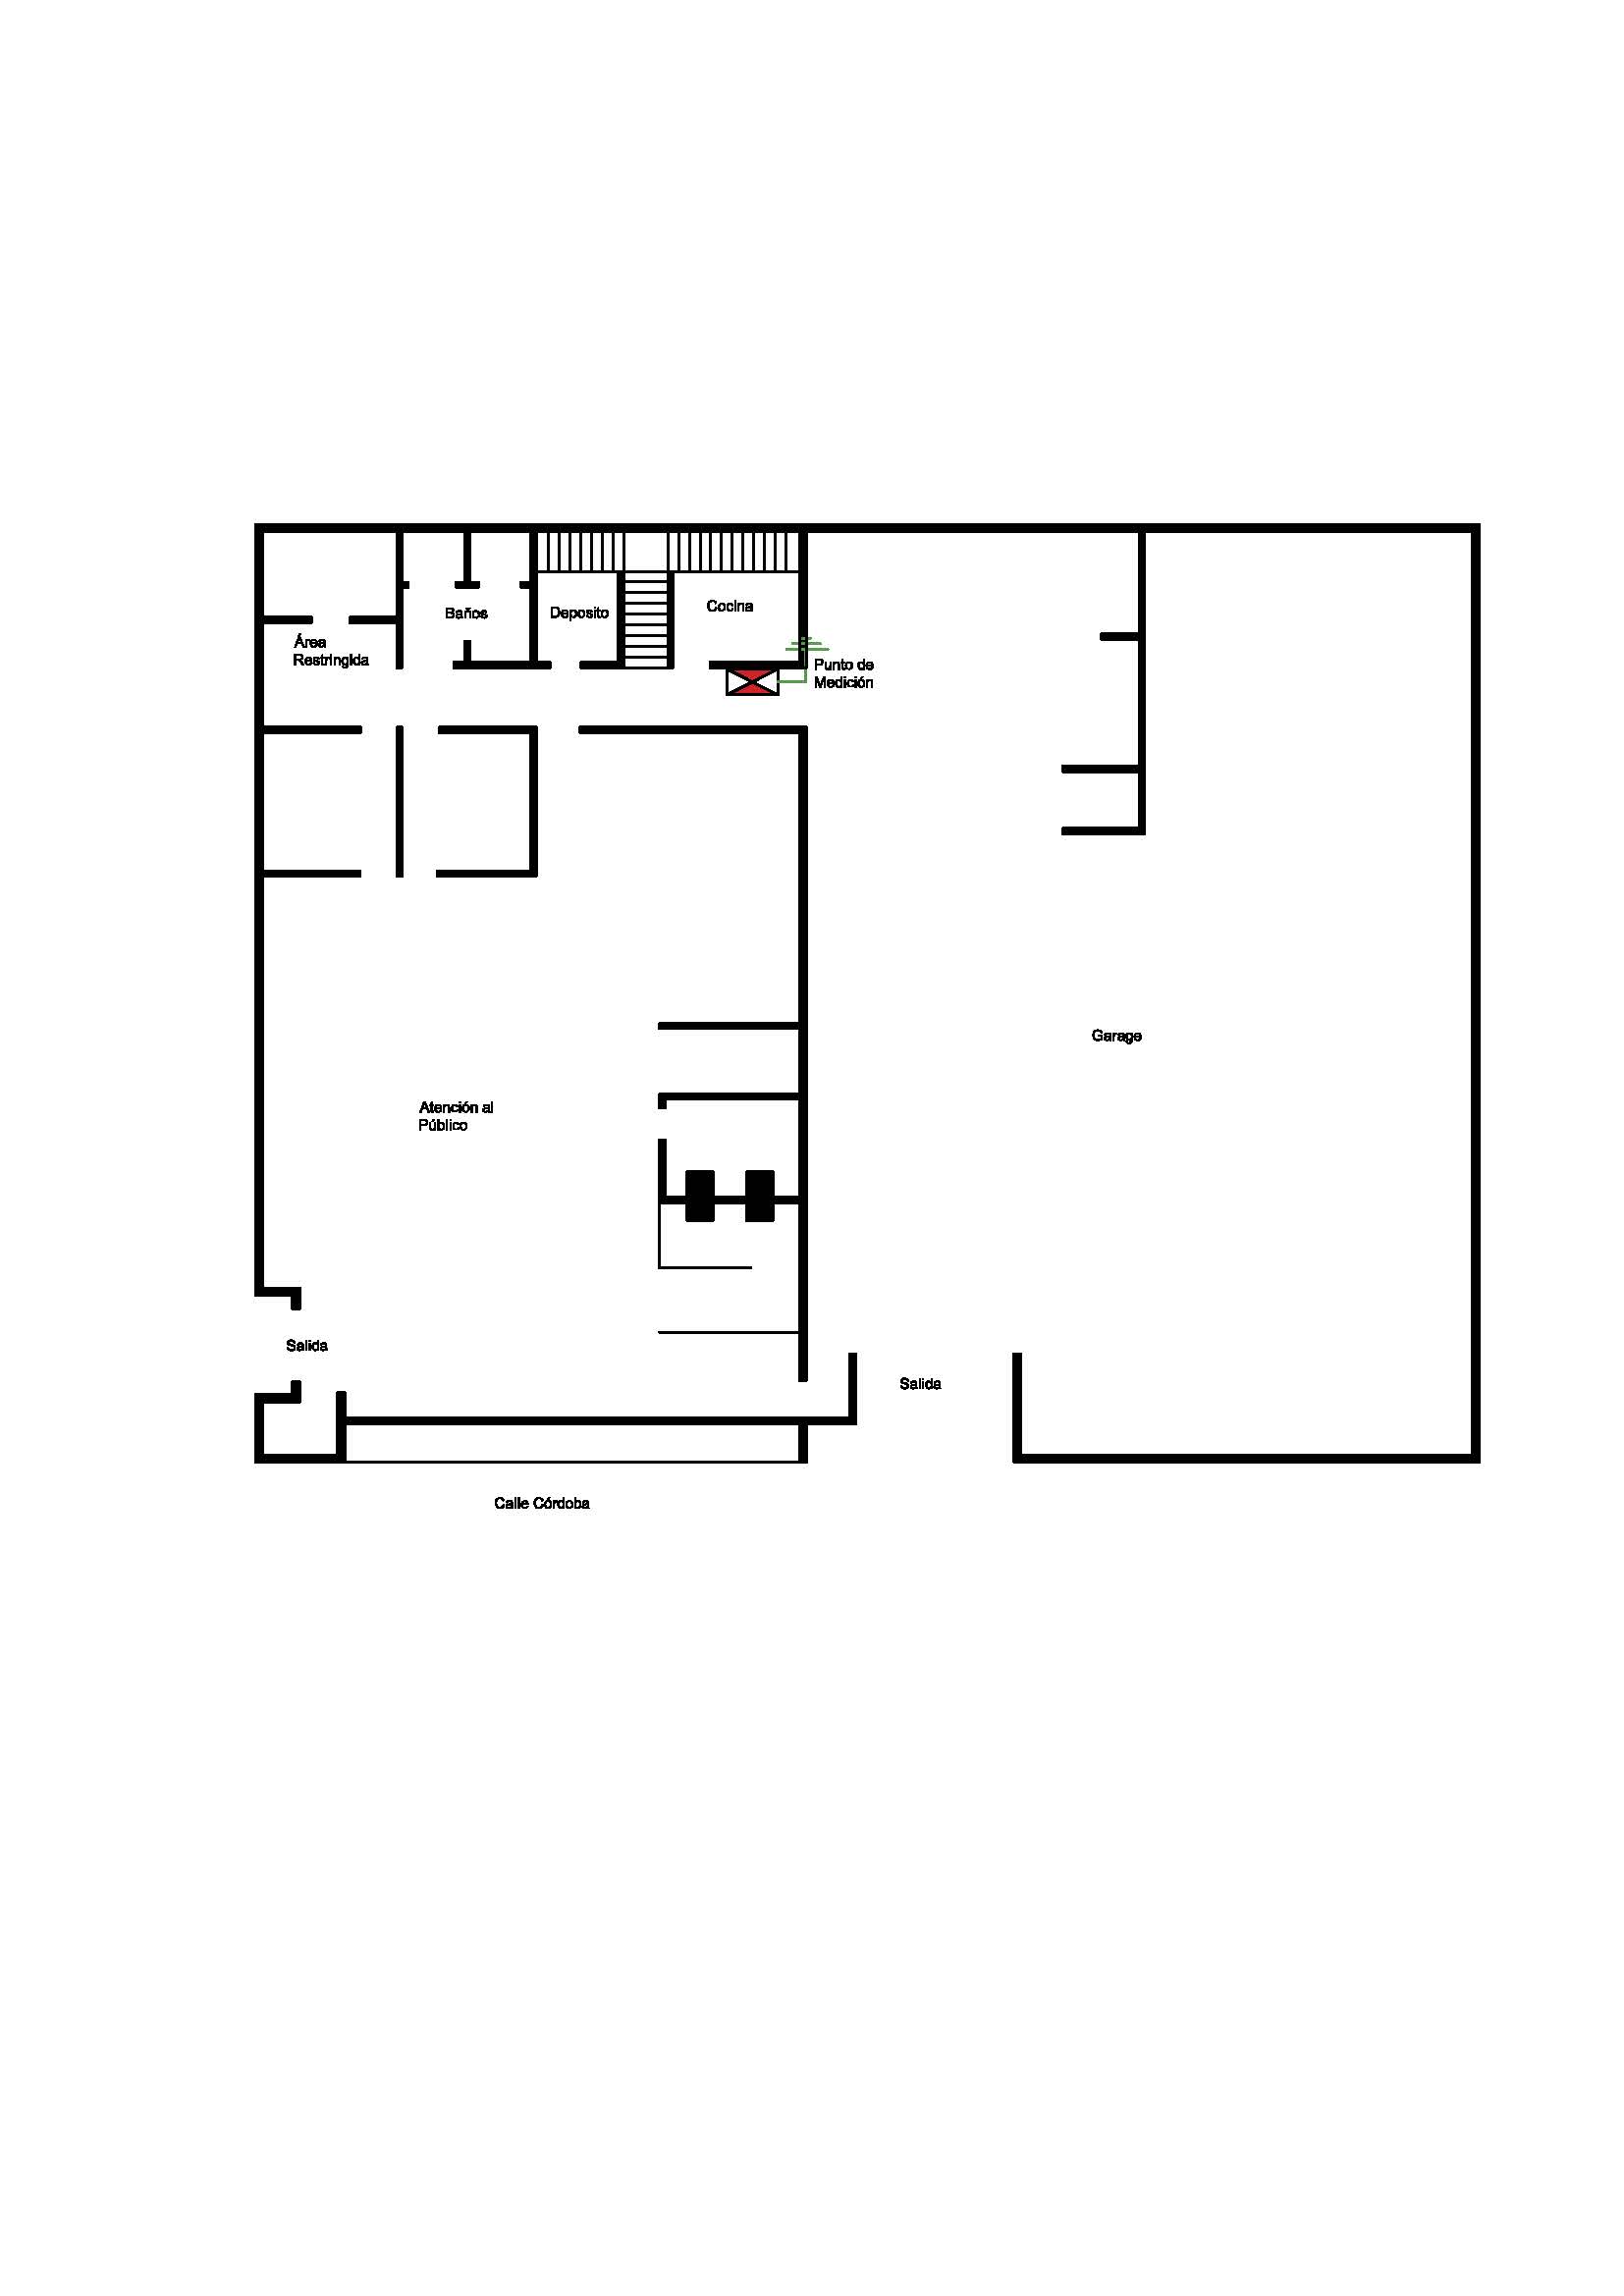 Baños
Deposito
Cocina
Área
Restringida
Punto de
Medición
Garage
Atención al
Público
Salida
Salida
Calle Córdoba